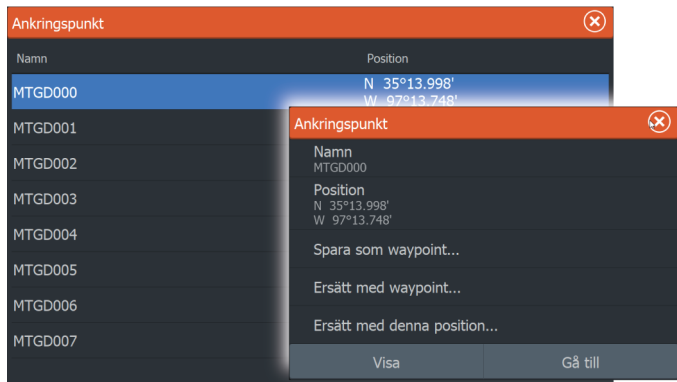 Ankringspunkt
Namn Position
MTGD000 N 35°13.998'
W 97°13.748'
MTGD001
MTGD002
MTGD003
MTGD004
MTGD005
MTGD006
MTGD007
Ankringspunkt
Namn
MTGD000
Position
N 35°13.998'
W 97°13.748'
Spara som waypoint...
Ersätt med waypoint...
Ersätt med denna position...
Visa Gå till